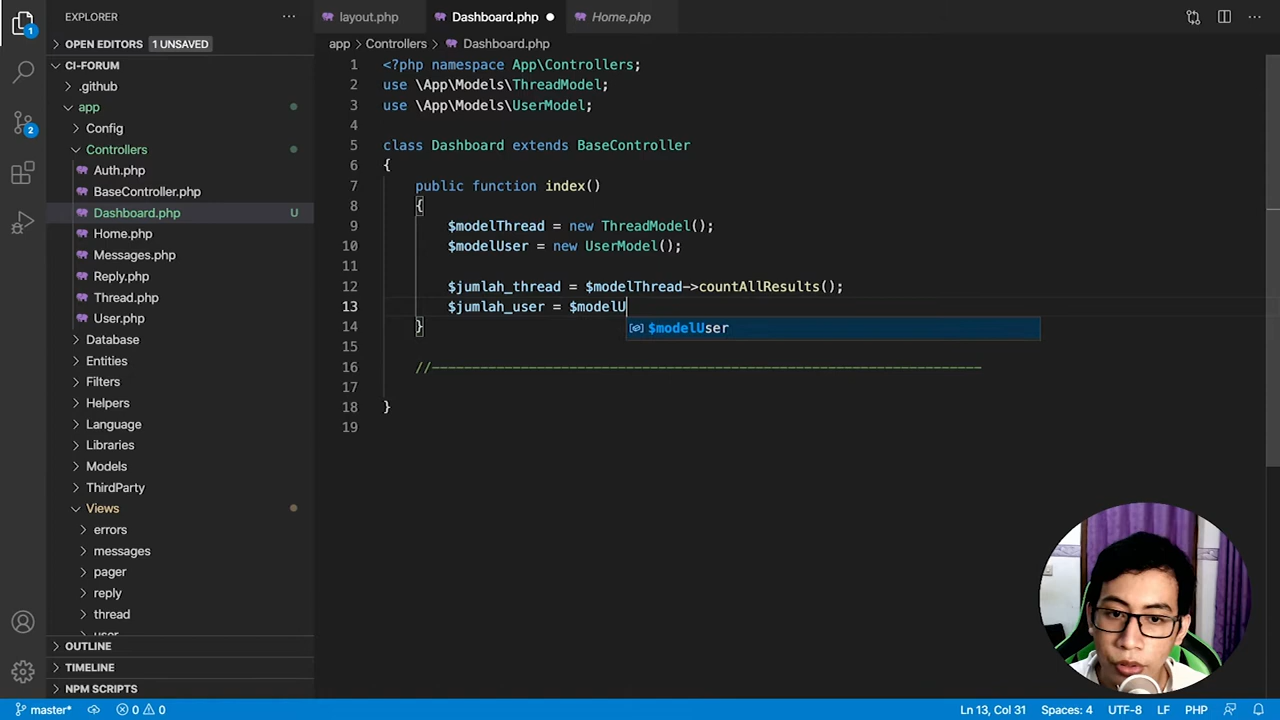 EXPLORER
layout.php
Dashboard.php
Home.php
1
OPEN EDITORS 1 UNSAVED
app
Controllers
Dashboard.php
CI-FORUM
.github
app
Config
Controllers
Auth.php
BaseController.php
Dashboard.php U
Home.php
Messages.php
Reply.php
Thread.php
User.php
Database
Entities
Filters
Helpers
Language
Libraries
Models
ThirdParty
Views
errors
messages
pager
reply
thread
user
OUTLINE
TIMELINE
NPM SCRIPTS
2
1 <?php namespace App\Controllers;
2 use \App\Models\ThreadModel;
3 use \App\Models\UserModel;
4
5 class Dashboard extends BaseController
6 {
7 public function index()
8 {
9 $modelThread = new ThreadModel();
10 $modelUser = new UserModel();
11
12 $jumlah_thread = $modelThread->countAllResults();
13 $jumlah_user = $modelU
$modelUser
14 }
15
16 //--------------------------------------------------------------------
17
18 }
19
master*
0 0
Ln 13, Col 31
Spaces: 4
UTF-8
LF
PHP